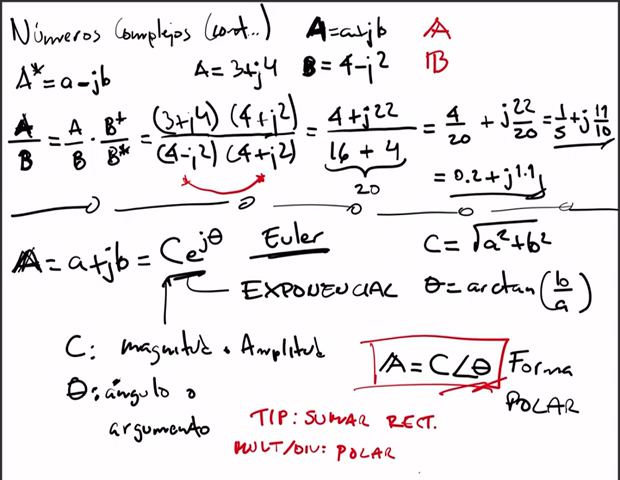 Números Complejos (cont...) A = a+jb A
A* = a-jb A = 3+j4 B = 4-j2 B
A/B = A/B · B*/B* = (3+j4)(4+j2)/(4-j2)(4+j2) = 4+j22/16+4 = 4/20 + j22/20 = 1/5 + j11/10
20 = 0.2+j1.1
A = a+jb = Ce^jθ Euler C = √a²+b²
EXPONENCIAL θ = arctan(b/a)
C: magnitud o Amplitud
A = C∠θ Forma POLAR
θ: ángulo o
argumento
TIP: SUMAR RECT.
MULT/DIV: POLAR